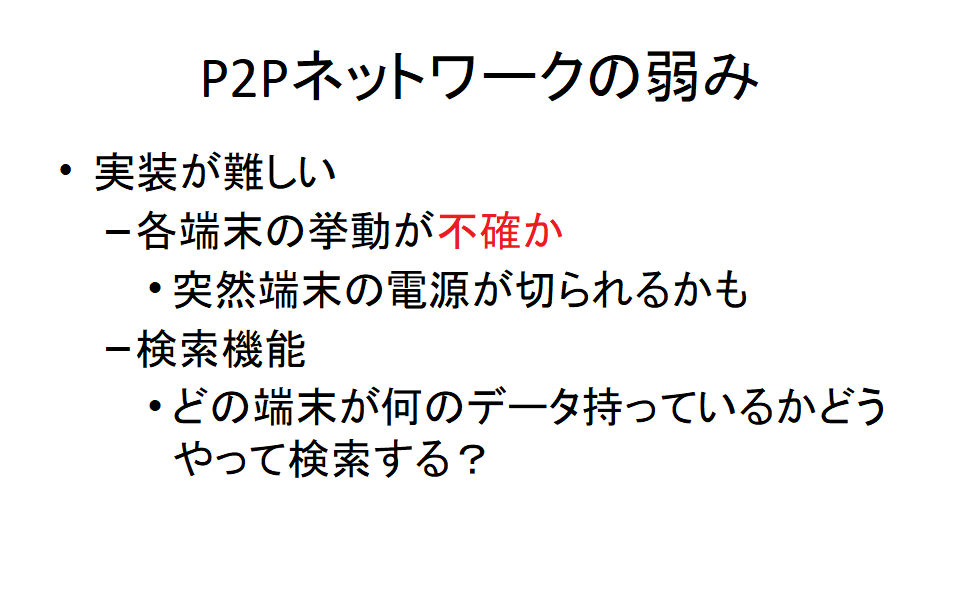 P2Pネットワークの弱み
• 実装が難しい
–各端末の挙動が不確か
•突然端末の電源が切られるかも
–検索機能
•どの端末が何のデータ持っているかどう
やって検索する？